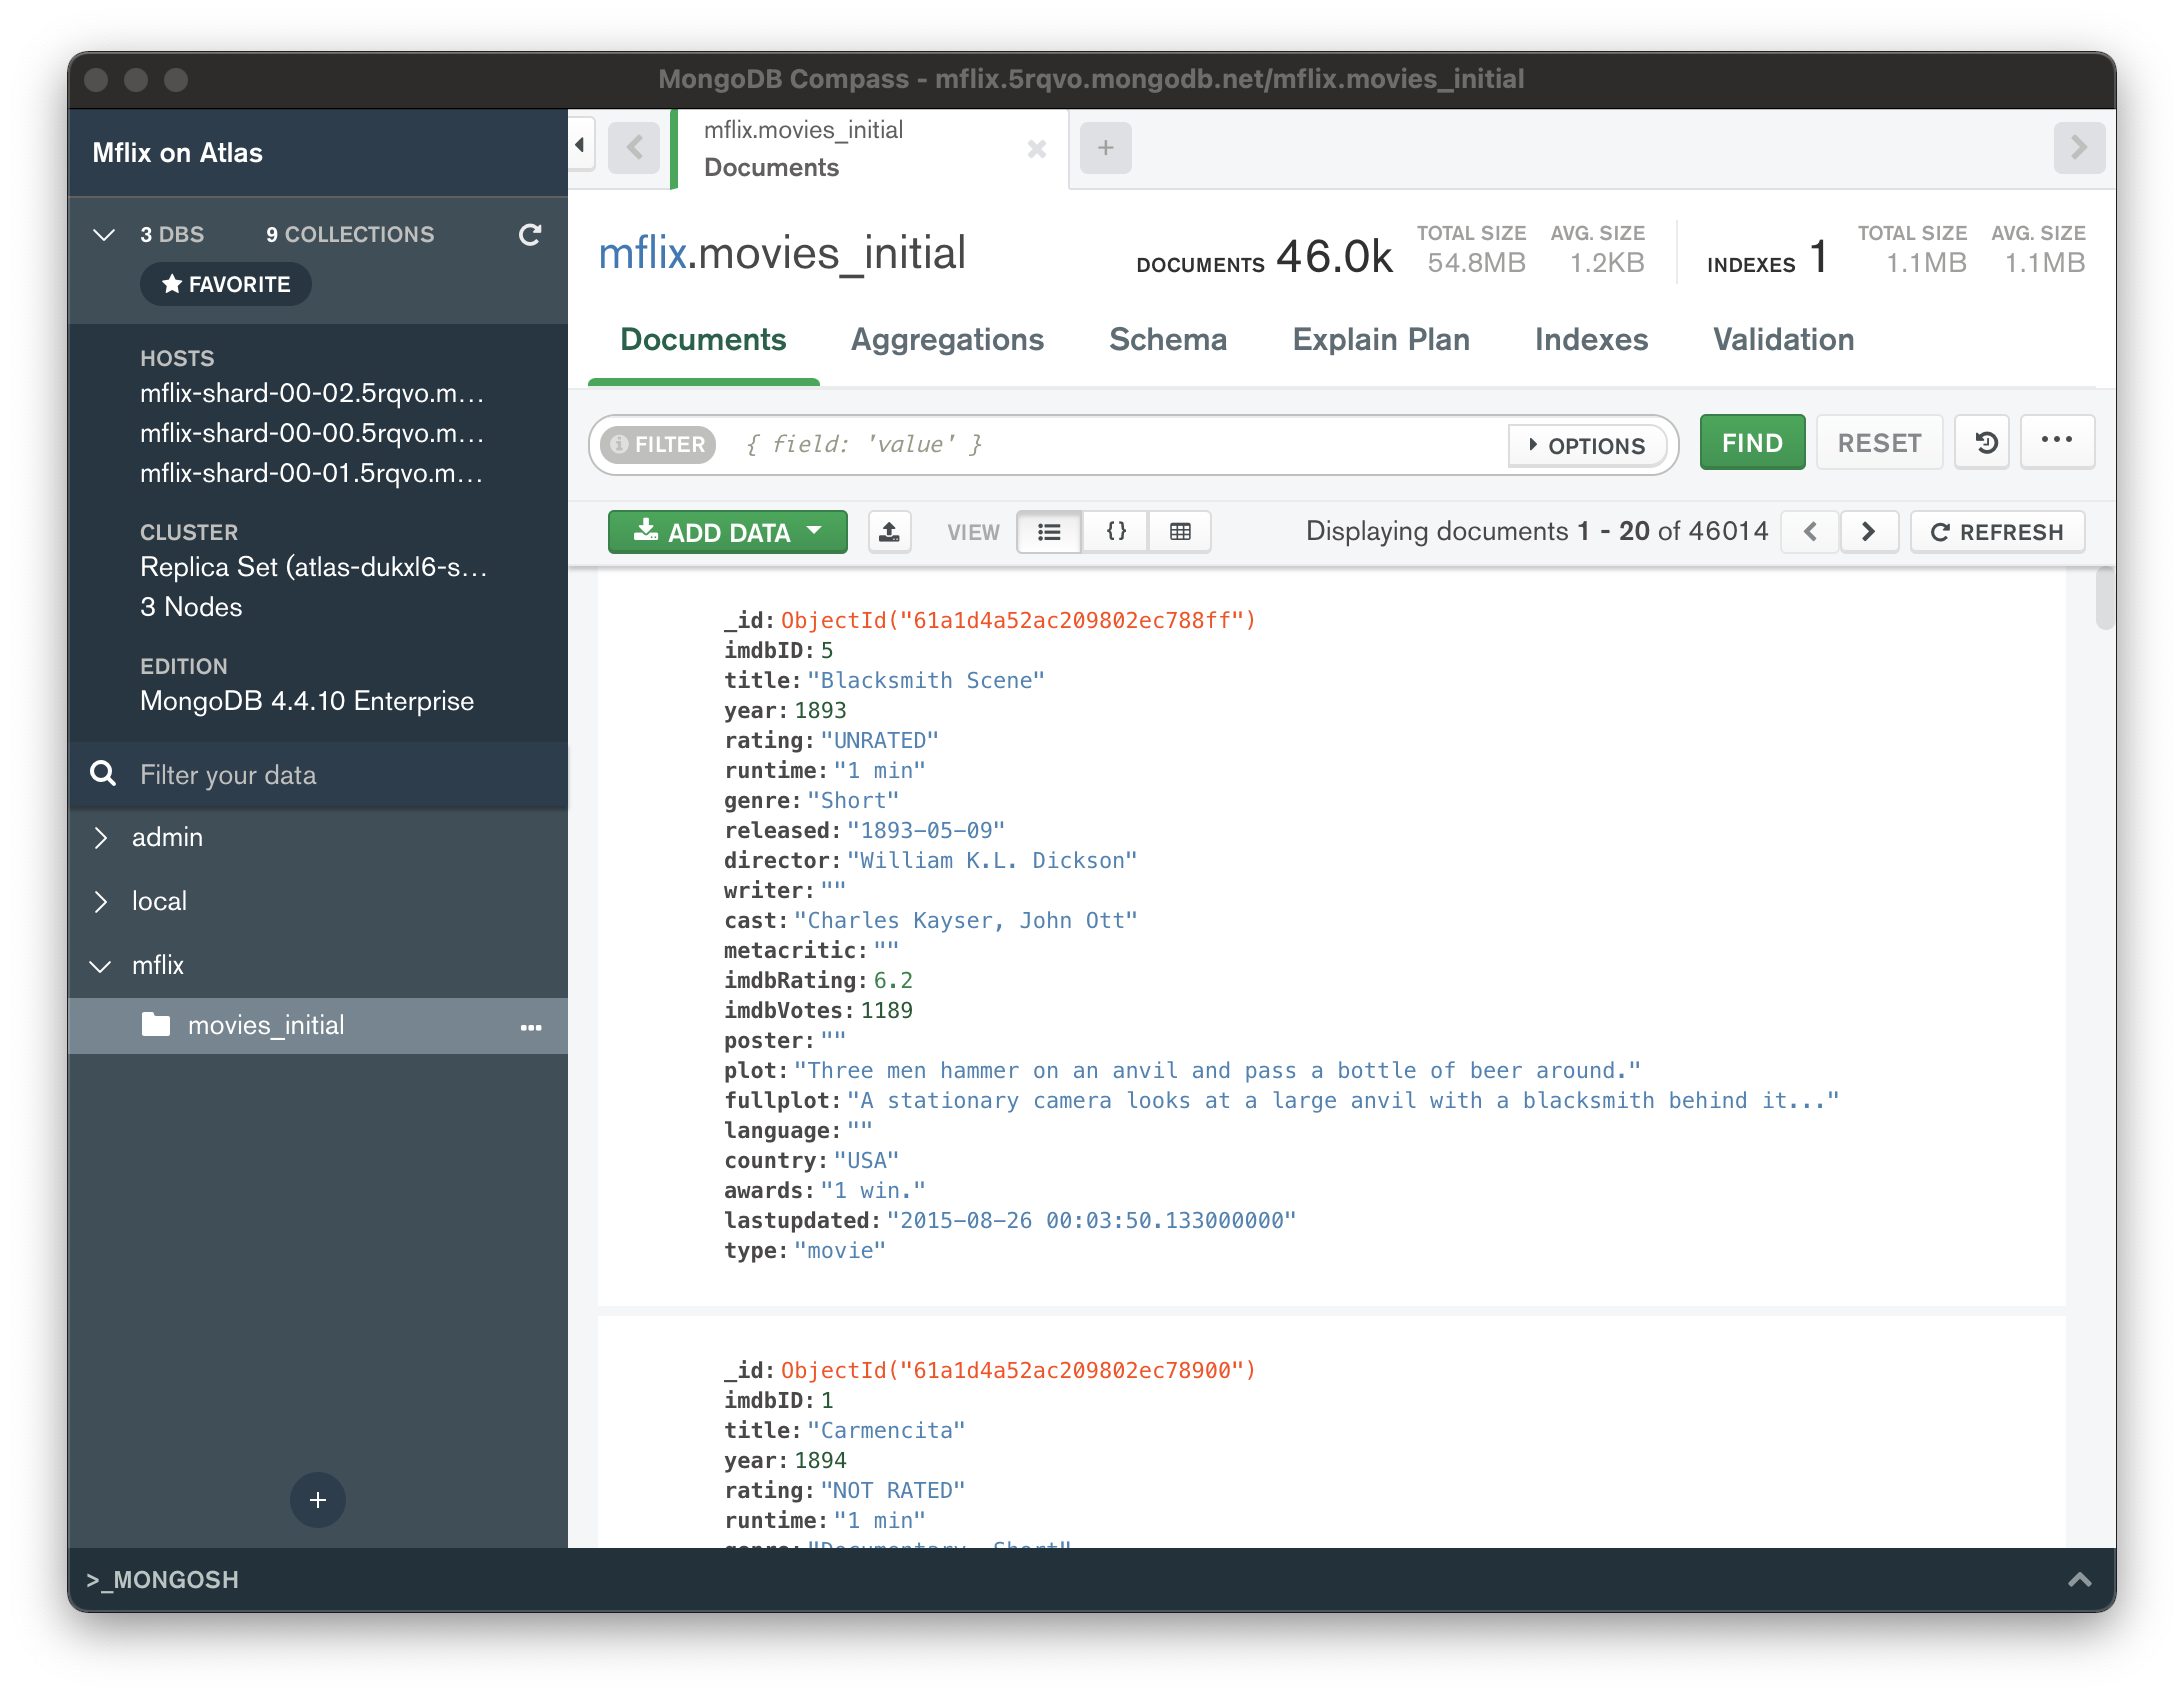 MongoDB Compass - mflix.5rqvo.mongodb.net/mflix.movies_initial
Mflix on Atlas
3 DBS 9 COLLECTIONS
FAVORITE
HOSTS
mflix-shard-00-02.5rqvo.m...
mflix-shard-00-00.5rqvo.m...
mflix-shard-00-01.5rqvo.m...
CLUSTER
Replica Set (atlas-dukxl6-s...
3 Nodes
EDITION
MongoDB 4.4.10 Enterprise
Filter your data
admin
local
mflix
movies_initial
mflix.movies_initial
Documents
mflix.movies_initial
DOCUMENTS 46.0k
TOTAL SIZE
54.8MB
AVG. SIZE
1.2KB
INDEXES 1
TOTAL SIZE
1.1MB
AVG. SIZE
1.1MB
Documents Aggregations Schema Explain Plan Indexes Validation
FILTER { field: 'value' } OPTIONS FIND RESET
ADD DATA VIEW {} Displaying documents 1 - 20 of 46014 REFRESH
_id: ObjectId("61a1d4a52ac209802ec788ff")
imdbID: 5
title: "Blacksmith Scene"
year: 1893
rating: "UNRATED"
runtime: "1 min"
genre: "Short"
released: "1893-05-09"
director: "William K.L. Dickson"
writer: ""
cast: "Charles Kayser, John Ott"
metacritic: ""
imdbRating: 6.2
imdbVotes: 1189
poster: ""
plot: "Three men hammer on an anvil and pass a bottle of beer around."
fullplot: "A stationary camera looks at a large anvil with a blacksmith behind it..."
language: ""
country: "USA"
awards: "1 win."
lastupdated: "2015-08-26 00:03:50.133000000"
type: "movie"
_id: ObjectId("61a1d4a52ac209802ec78900")
imdbID: 1
title: "Carmencita"
year: 1894
rating: "NOT RATED"
runtime: "1 min"
genre: "Documentary, Short"
>_MONGOSH